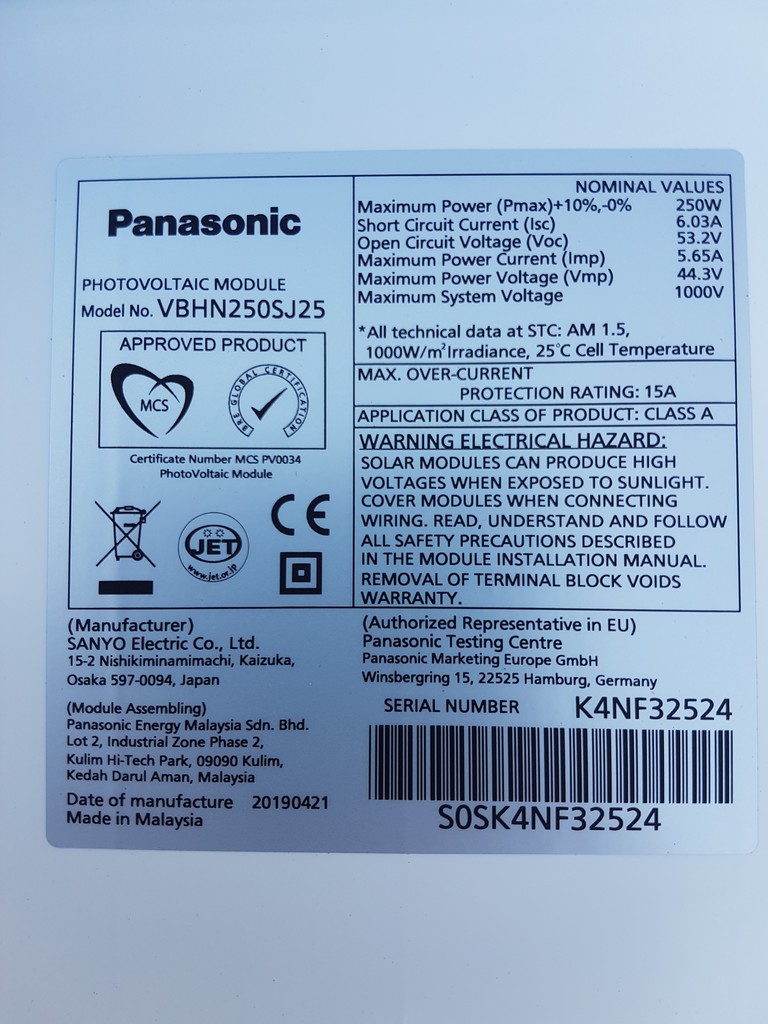 Panasonic
PHOTOVOLTAIC MODULE
Model No. VBHN250SJ25
APPROVED PRODUCT
MCS
BRE GLOBAL CERTIFICATION
Certificate Number MCS PV0034
PhotoVoltaic Module
CE
JET
www.jet.or.jp
NOMINAL VALUES
Maximum Power (Pmax)+10%,-0% 250W
Short Circuit Current (Isc) 6.03A
Open Circuit Voltage (Voc) 53.2V
Maximum Power Current (Imp) 5.65A
Maximum Power Voltage (Vmp) 44.3V
Maximum System Voltage 1000V
*All technical data at STC: AM 1.5,
1000W/m² Irradiance, 25℃ Cell Temperature
MAX. OVER-CURRENT
PROTECTION RATING: 15A
APPLICATION CLASS OF PRODUCT: CLASS A
WARNING ELECTRICAL HAZARD:
SOLAR MODULES CAN PRODUCE HIGH
VOLTAGES WHEN EXPOSED TO SUNLIGHT.
COVER MODULES WHEN CONNECTING
WIRING. READ, UNDERSTAND AND FOLLOW
ALL SAFETY PRECAUTIONS DESCRIBED
IN THE MODULE INSTALLATION MANUAL.
REMOVAL OF TERMINAL BLOCK VOIDS
WARRANTY.
(Manufacturer)
SANYO Electric Co., Ltd.
15-2 Nishikiminamimachi, Kaizuka,
Osaka 597-0094, Japan
(Module Assembling)
Panasonic Energy Malaysia Sdn. Bhd.
Lot 2, Industrial Zone Phase 2,
Kulim Hi-Tech Park, 09090 Kulim,
Kedah Darul Aman, Malaysia
Date of manufacture 20190421
Made in Malaysia
(Authorized Representative in EU)
Panasonic Testing Centre
Panasonic Marketing Europe GmbH
Winsbergring 15, 22525 Hamburg, Germany
SERIAL NUMBER K4NF32524
S0SK4NF32524